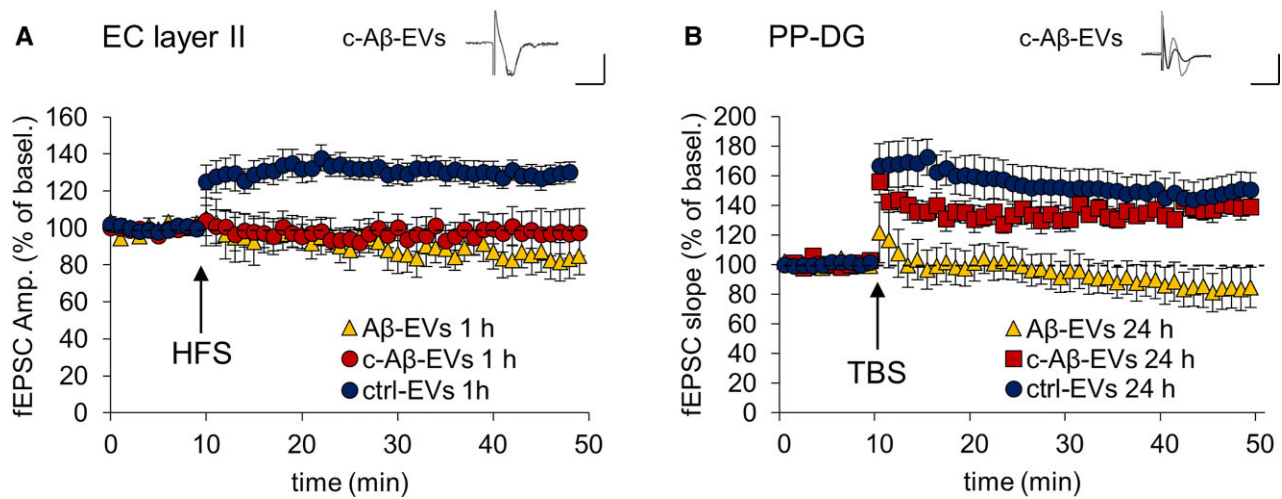 A EC layer II c-Aβ-EVs
fEPSC Amp. (% of basel.)
160
140
120
100
80
60
40
20
0
HFS
Aβ-EVs 1 h
c-Aβ-EVs 1 h
ctrl-EVs 1h
0 10 20 30 40 50
time (min)
B PP-DG c-Aβ-EVs
fEPSC slope (% of basel.)
200
180
160
140
120
100
80
60
40
20
0
TBS
Aβ-EVs 24 h
c-Aβ-EVs 24 h
ctrl-EVs 24 h
0 10 20 30 40 50
time (min)